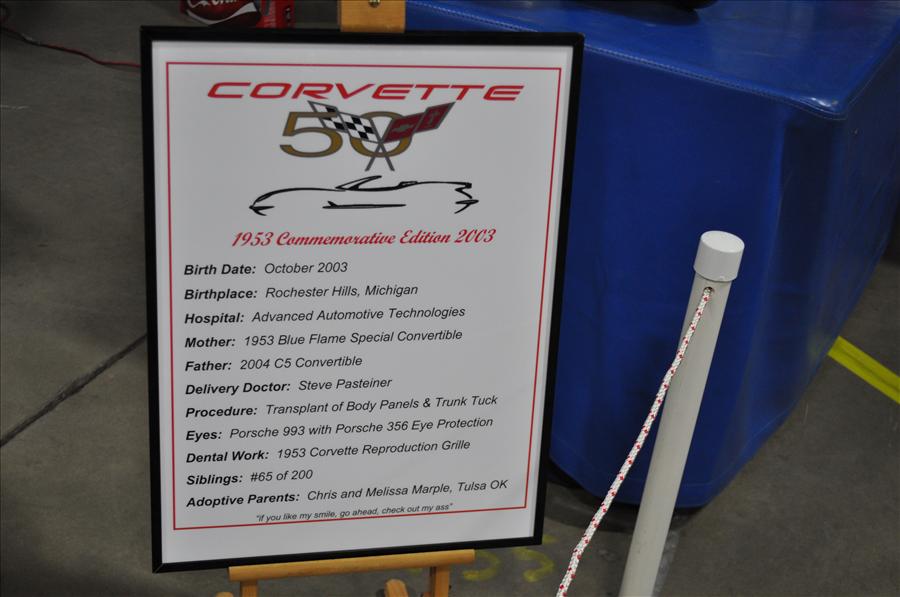 CORVETTE
50
1953 Commemorative Edition 2003
Birth Date: October 2003
Birthplace: Rochester Hills, Michigan
Hospital: Advanced Automotive Technologies
Mother: 1953 Blue Flame Special Convertible
Father: 2004 C5 Convertible
Delivery Doctor: Steve Pasteiner
Procedure: Transplant of Body Panels & Trunk Tuck
Eyes: Porsche 993 with Porsche 356 Eye Protection
Dental Work: 1953 Corvette Reproduction Grille
Siblings: #65 of 200
Adoptive Parents: Chris and Melissa Marple, Tulsa OK
"if you like my smile, go ahead, check out my ass"